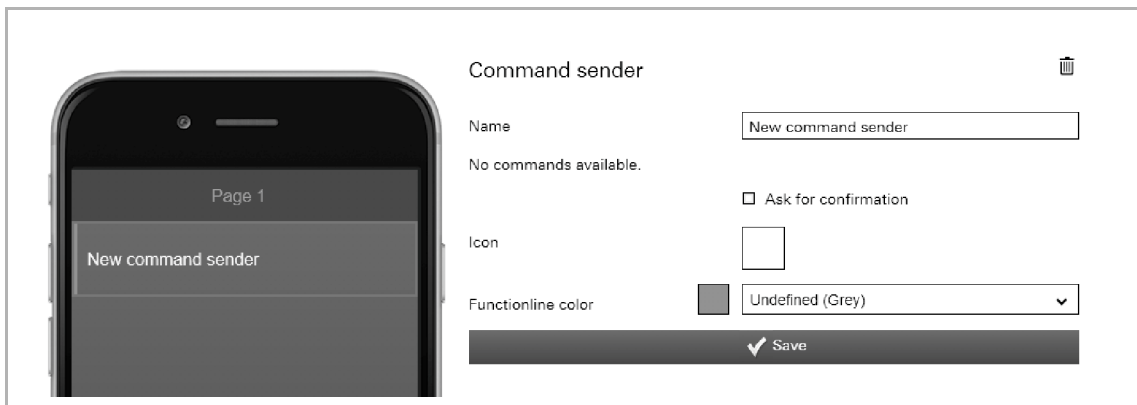 Page 1
New command sender
Command sender
Name
New command sender
No commands available.
Ask for confirmation
Icon
Functionline color
Undefined (Grey)
Save